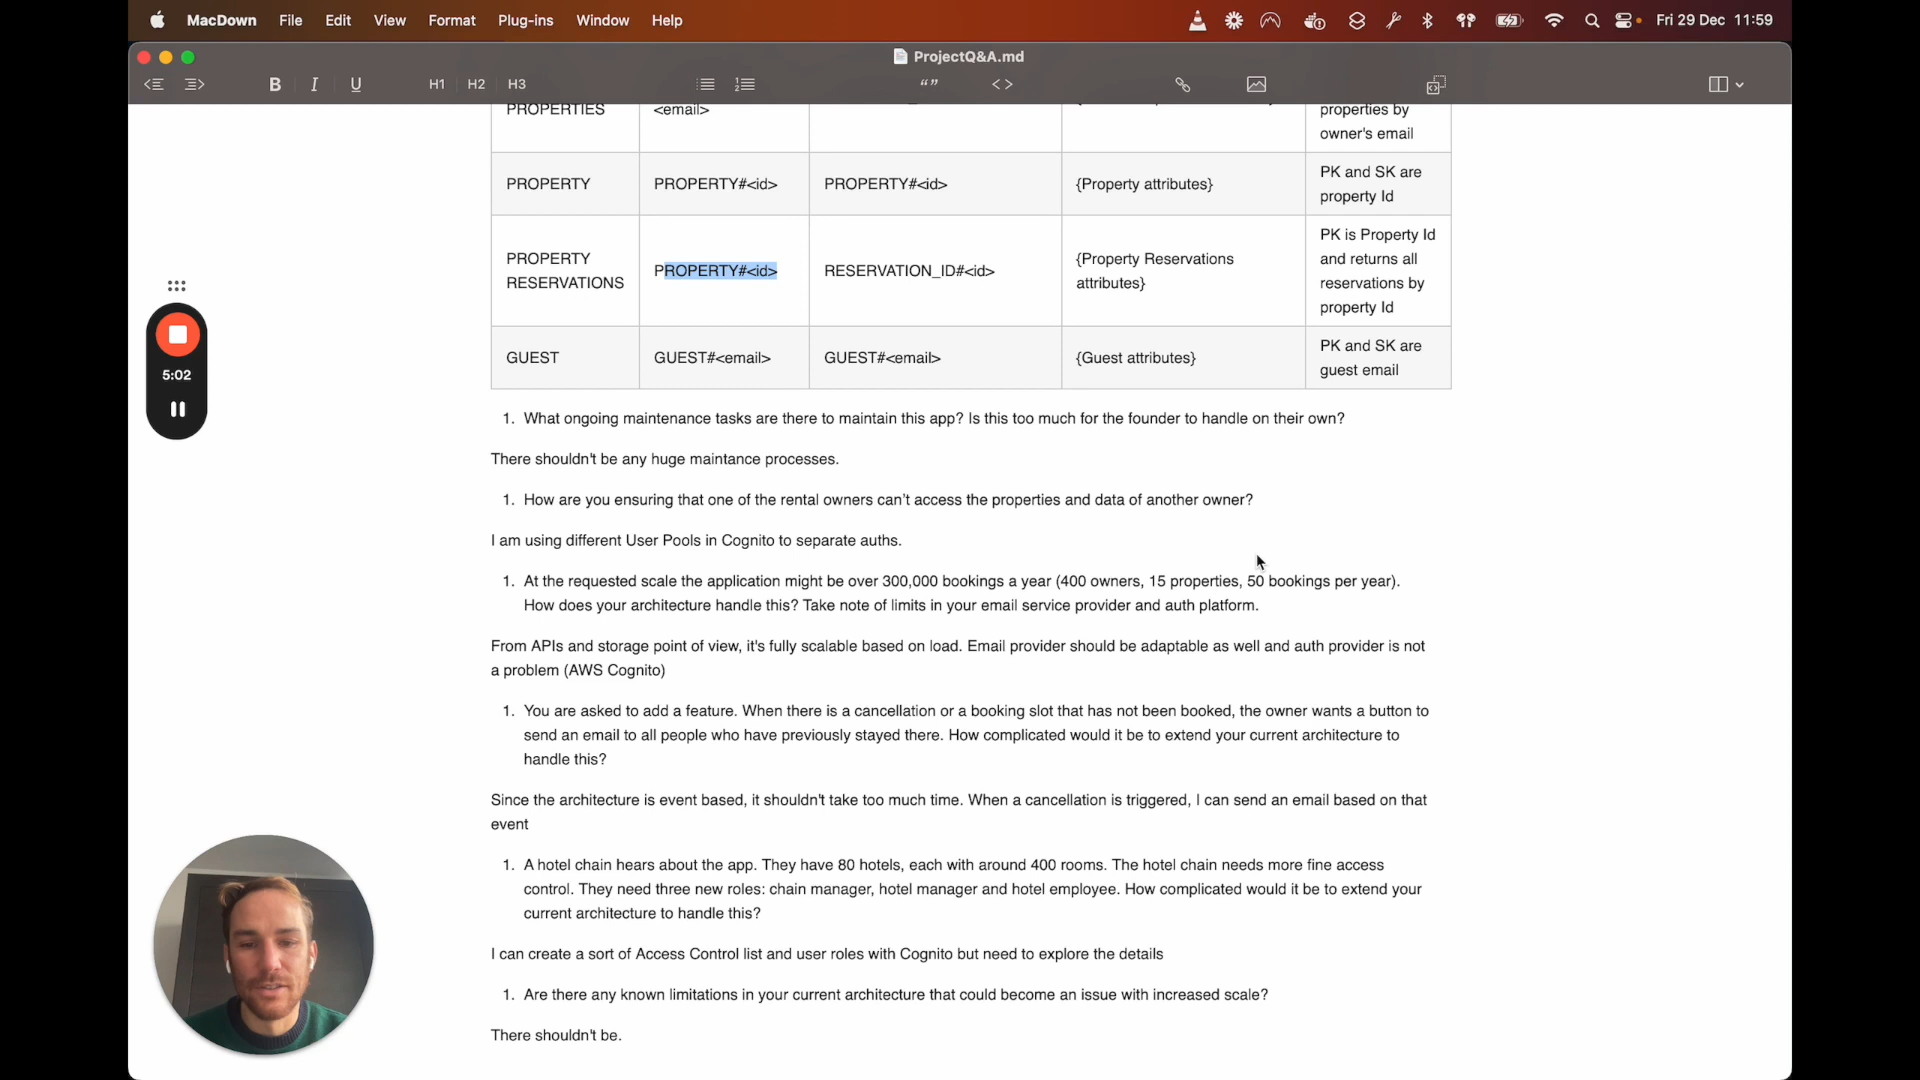 MacDown File Edit View Format Plug-ins Window Help Fri 29 Dec 11:59
ProjectQ&A.md
B I U H1 H2 H3 “” <>
PROPERTIES <email> properties by
owner's email
PROPERTY PROPERTY#<id> PROPERTY#<id> {Property attributes} PK and SK are
property Id
PROPERTY
RESERVATIONS PROPERTY#<id> RESERVATION_ID#<id> {Property Reservations
attributes} PK is Property Id
and returns all
reservations by
property Id
GUEST GUEST#<email> GUEST#<email> {Guest attributes} PK and SK are
guest email
5:02
1. What ongoing maintenance tasks are there to maintain this app? Is this too much for the founder to handle on their own?
There shouldn't be any huge maintance processes.
1. How are you ensuring that one of the rental owners can't access the properties and data of another owner?
I am using different User Pools in Cognito to separate auths.
1. At the requested scale the application might be over 300,000 bookings a year (400 owners, 15 properties, 50 bookings per year).
How does your architecture handle this? Take note of limits in your email service provider and auth platform.
From APIs and storage point of view, it's fully scalable based on load. Email provider should be adaptable as well and auth provider is not
a problem (AWS Cognito)
1. You are asked to add a feature. When there is a cancellation or a booking slot that has not been booked, the owner wants a button to
send an email to all people who have previously stayed there. How complicated would it be to extend your current architecture to
handle this?
Since the architecture is event based, it shouldn't take too much time. When a cancellation is triggered, I can send an email based on that
event
1. A hotel chain hears about the app. They have 80 hotels, each with around 400 rooms. The hotel chain needs more fine access
control. They need three new roles: chain manager, hotel manager and hotel employee. How complicated would it be to extend your
current architecture to handle this?
I can create a sort of Access Control list and user roles with Cognito but need to explore the details
1. Are there any known limitations in your current architecture that could become an issue with increased scale?
There shouldn't be.